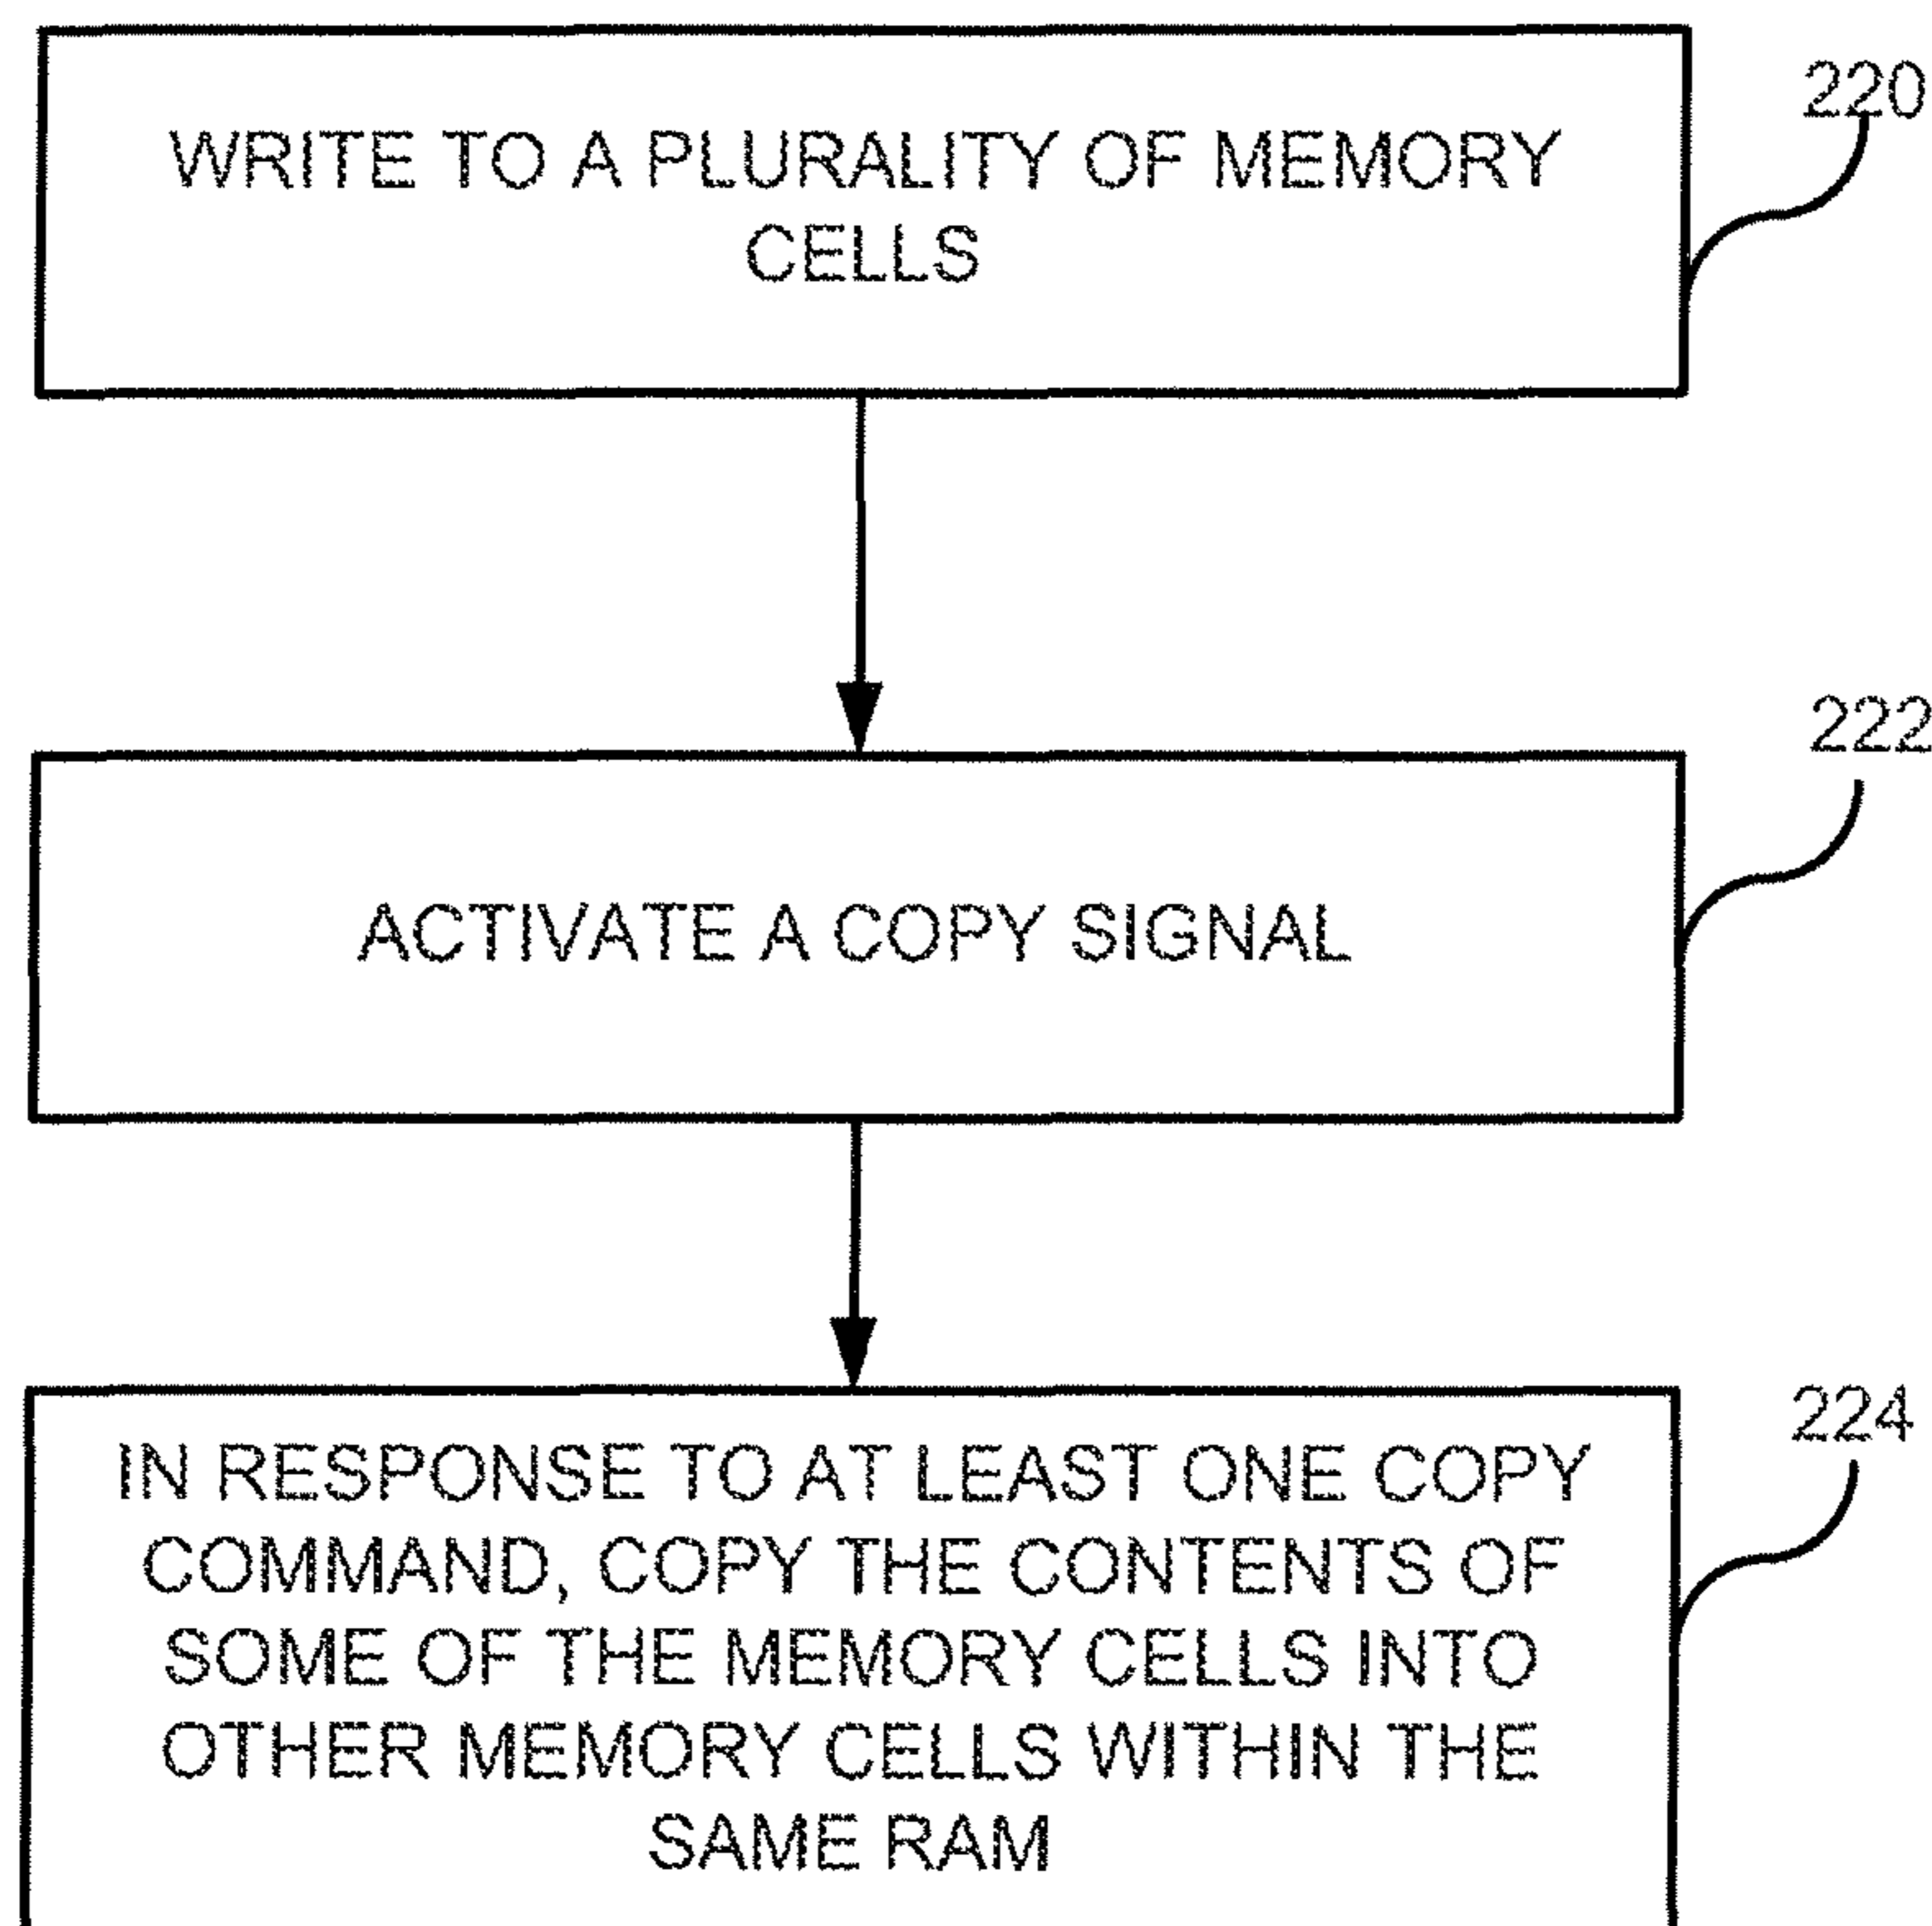 WRITE TO A PLURALITY OF MEMORY
CELLS
220
ACTIVATE A COPY SIGNAL
222
IN RESPONSE TO AT LEAST ONE COPY
COMMAND, COPY THE CONTENTS OF
SOME OF THE MEMORY CELLS INTO
OTHER MEMORY CELLS WITHIN THE
SAME RAM
224